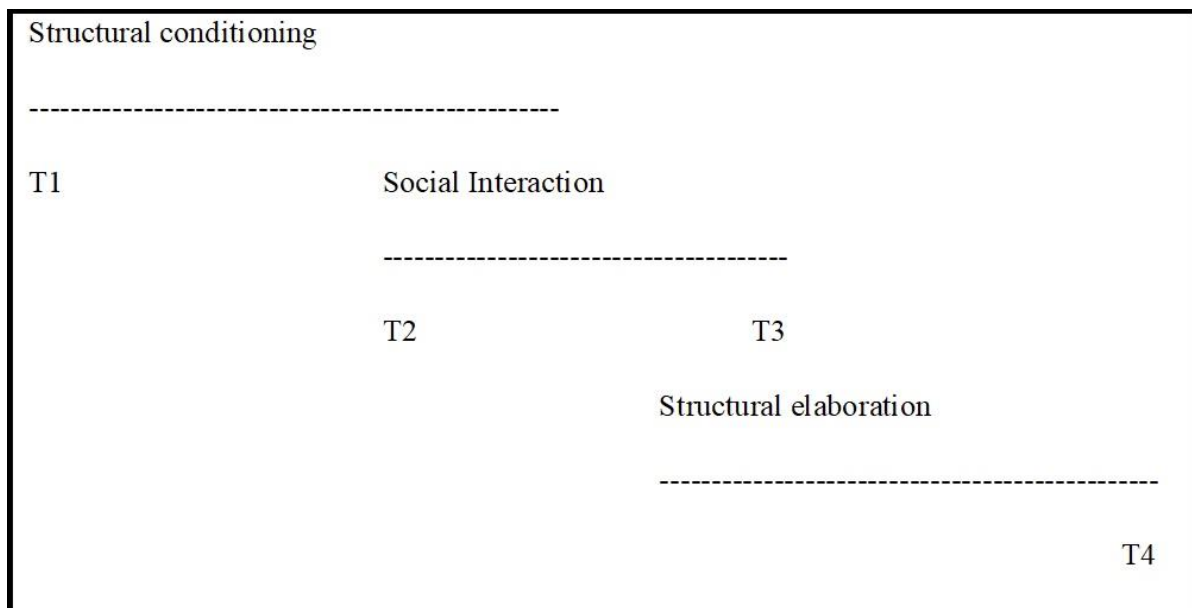 Structural conditioning
---------------------------------------------------
T1 Social Interaction
---------------------------------------
T2 T3
Structural elaboration
------------------------------------------------
T4